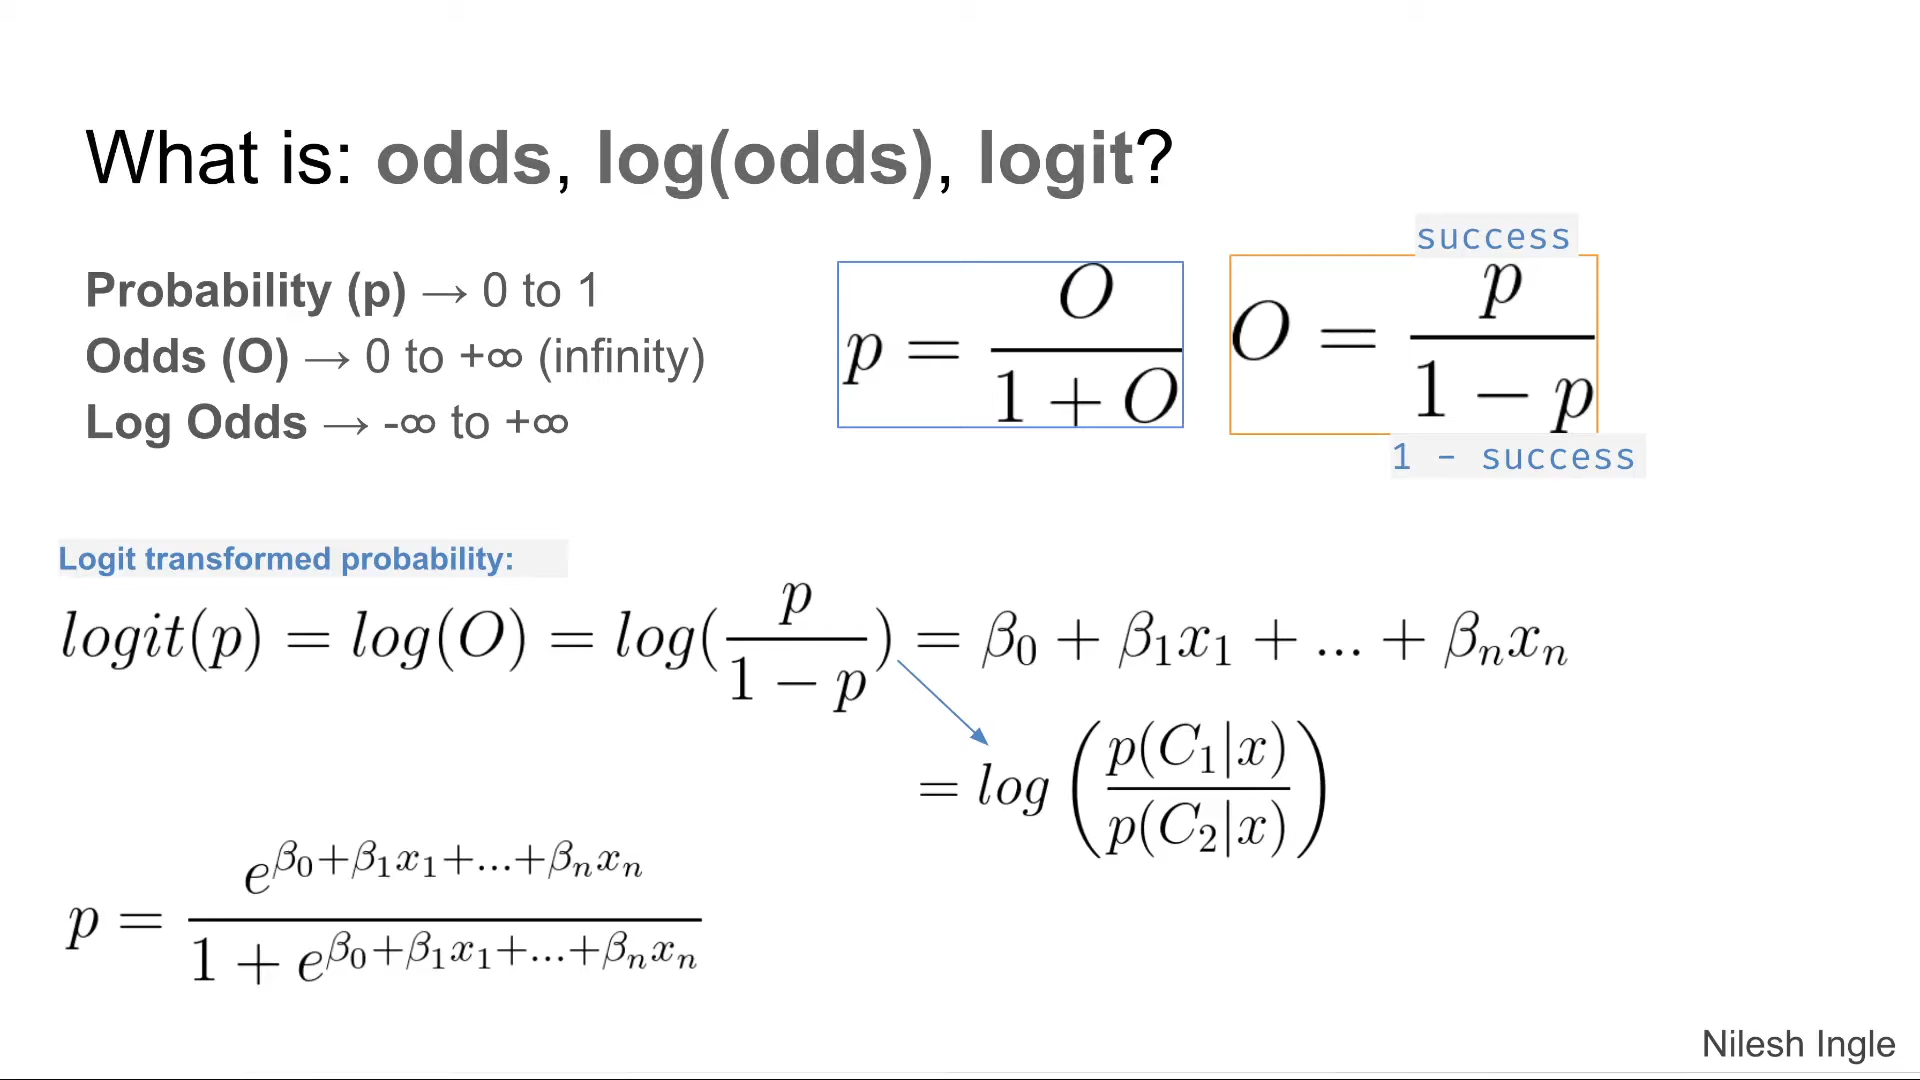 What is: odds, log(odds), logit?
Probability (p) → 0 to 1
Odds (O) → 0 to +∞ (infinity)
Log Odds → -∞ to +∞
p = O / 1 + O
success
O = p / 1 − p
1 - success
Logit transformed probability:
logit(p) = log(O) = log(p / 1 − p) = β₀ + β₁x₁ + ... + βₙxₙ
= log (p(C₁|x) / p(C₂|x))
p = e^β₀+β₁x₁+...+βₙxₙ / 1 + e^β₀+β₁x₁+...+βₙxₙ
Nilesh Ingle